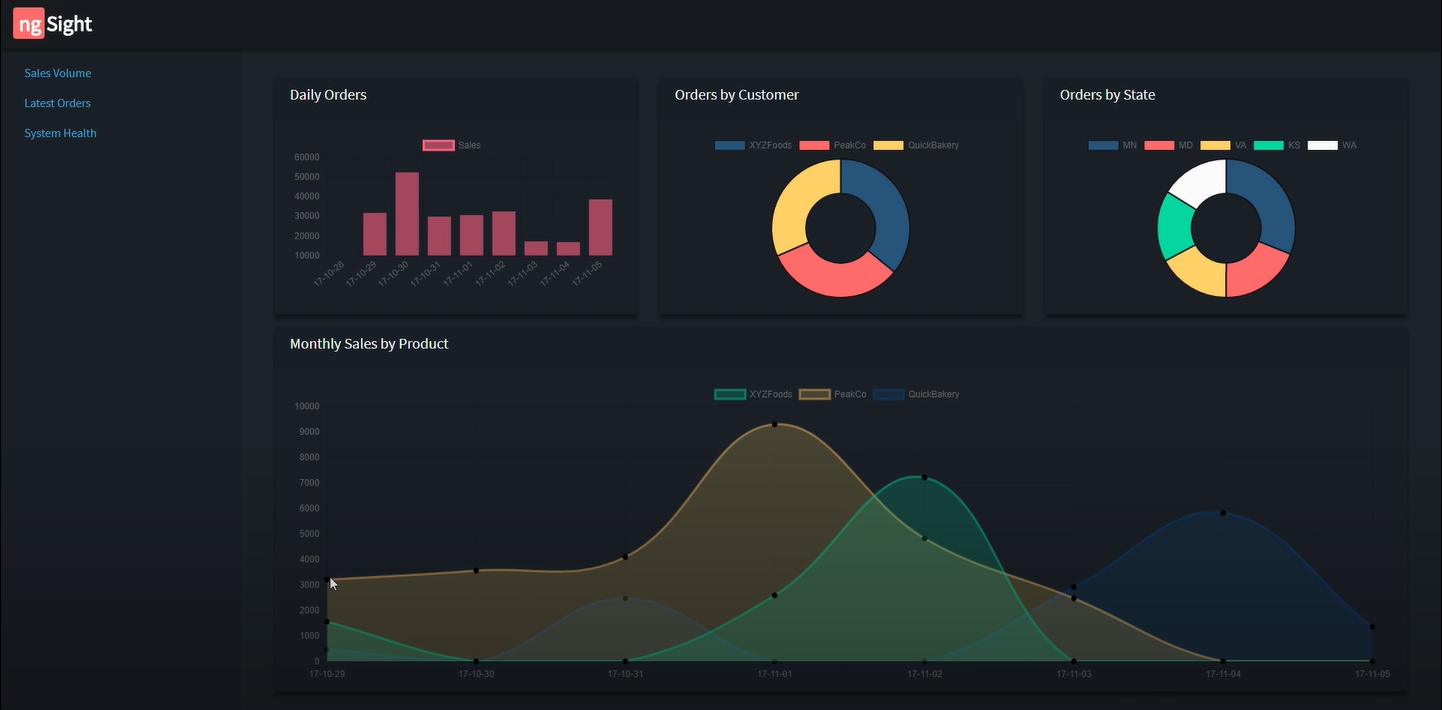 ng Sight
Sales Volume
Latest Orders
System Health
Daily Orders
Sales
60000
50000
40000
30000
20000
10000
17-10-28 17-10-29 17-10-30 17-10-31 17-11-01 17-11-02 17-11-03 17-11-04 17-11-05
Orders by Customer
XYZFoods PeakCo QuickBakery
Orders by State
MN MD VA KS WA
Monthly Sales by Product
XYZFoods PeakCo QuickBakery
10000
9000
8000
7000
6000
5000
4000
3000
2000
1000
0
17-10-29 17-10-30 17-10-31 17-11-01 17-11-02 17-11-03 17-11-04 17-11-05